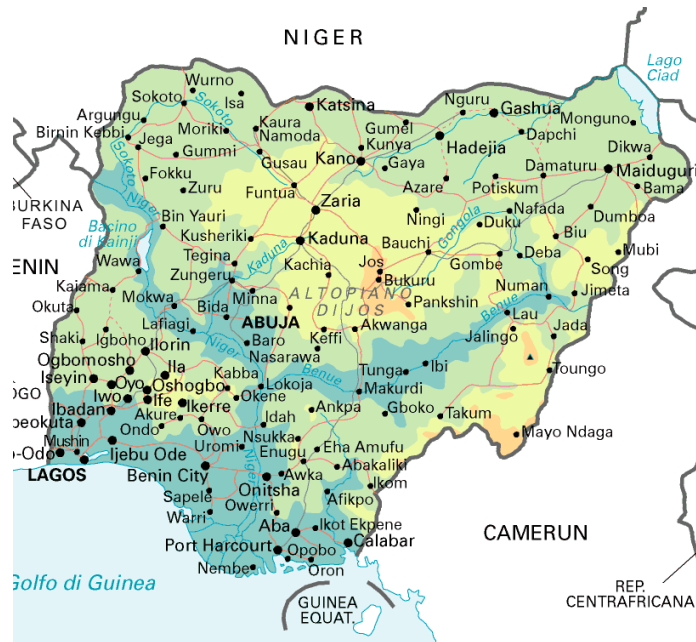 NIGER
Lago
Ciad
Wurno
Sokoto
Isa
Sokoto
Katsina
Nguru
Gashua
Monguno
Argungu
Birnin Kebbi
Moriki
Kaura
Namoda
Gumel
Kunya
Dapchi
Jega
Gummi
Gusau
Kano
Gaya
Hadejia
Dikwa
Damaturu
Maiduguri
Sokoto
Fokku
Zuru
Funtua
Azare
Potiskum
Bama
BURKINA
FASO
Niger
Zaria
Ningi
Gongola
Nafada
Dumboa
Bacino
di Kainji
Bin Yauri
Kusheriki
Kaduna
Duku
Biu
ENIN
Wawa
Tegina
Kaduna
Bauchi
Gombe
Deba
Mubi
Zungeru
Kachia
Jos
Bukuru
Song
Kajama
Minna
ALTOPIANO
DI JOS
Numan
Jimeta
Okuta
Mokwa
Bida
Pankshin
Benue
Lau
Lafiagi
ABUJA
Akwanga
Shaki
Igboho
Ilorin
Niger
Baro
Keffi
Jalingo
Jada
Ogbomosho
Nasarawa
Ila
Iseyin
Oyo
Oshogbo
Kabba
Lokoja
Benue
Tunga
Ibi
Toungo
OGO
Iwo
Ife
Ikerre
Okene
Makurdi
Ibadan
Akure
Idah
Ankpa
Gboko
Takum
beokuta
Ondo
Owo
Mushin
Uromi
Nsukka
Eha Amufu
Mayo Ndaga
o-Odo
Ijebu Ode
Enugu
Abakaliki
LAGOS
Benin City
Niger
Awka
Ikom
Sapele
Onitsha
Afikpo
Owerri
Warri
Aba
Ikot Ekpene
CAMERUN
Port Harcourt
Opobo
Calabar
Nembe
Oron
Golfo di Guinea
GUINEA
EQUAT.
REP.
CENTRAFRICANA